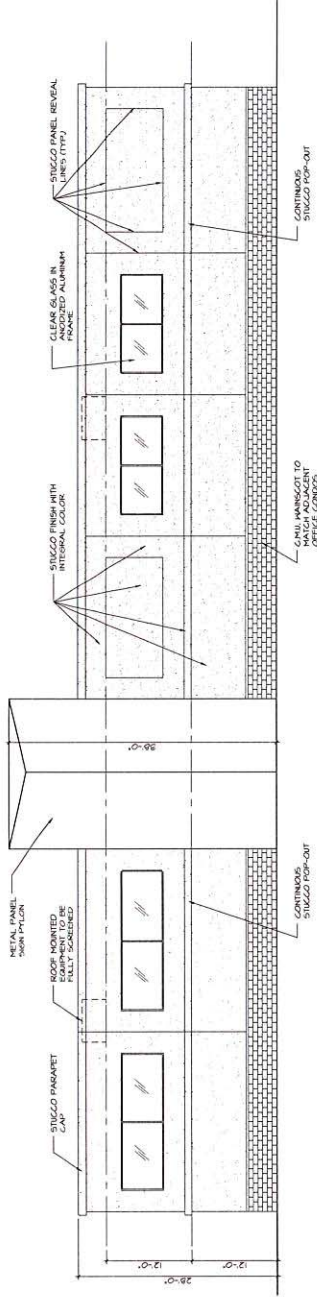 METAL PANEL
SIGN PYLON
STUCCO PARAPET
CAP
ROOF MOUNTED
EQUIPMENT TO BE
FULLY SCREENED
STUCCO FINISH WITH
INTEGRAL COLOR
CLEAR GLASS IN
ANODIZED ALUMINUM
FRAME
STUCCO PANEL REVEAL
LINES (TYP.)
38'-0"
28'-0"
12'-0"
12'-0"
CONTINUOUS
STUCCO POP-OUT
C.M.U. WAINSCOT TO
MATCH ADJACENT
OFFICE CONDOS
CONTINUOUS
STUCCO POP-OUT